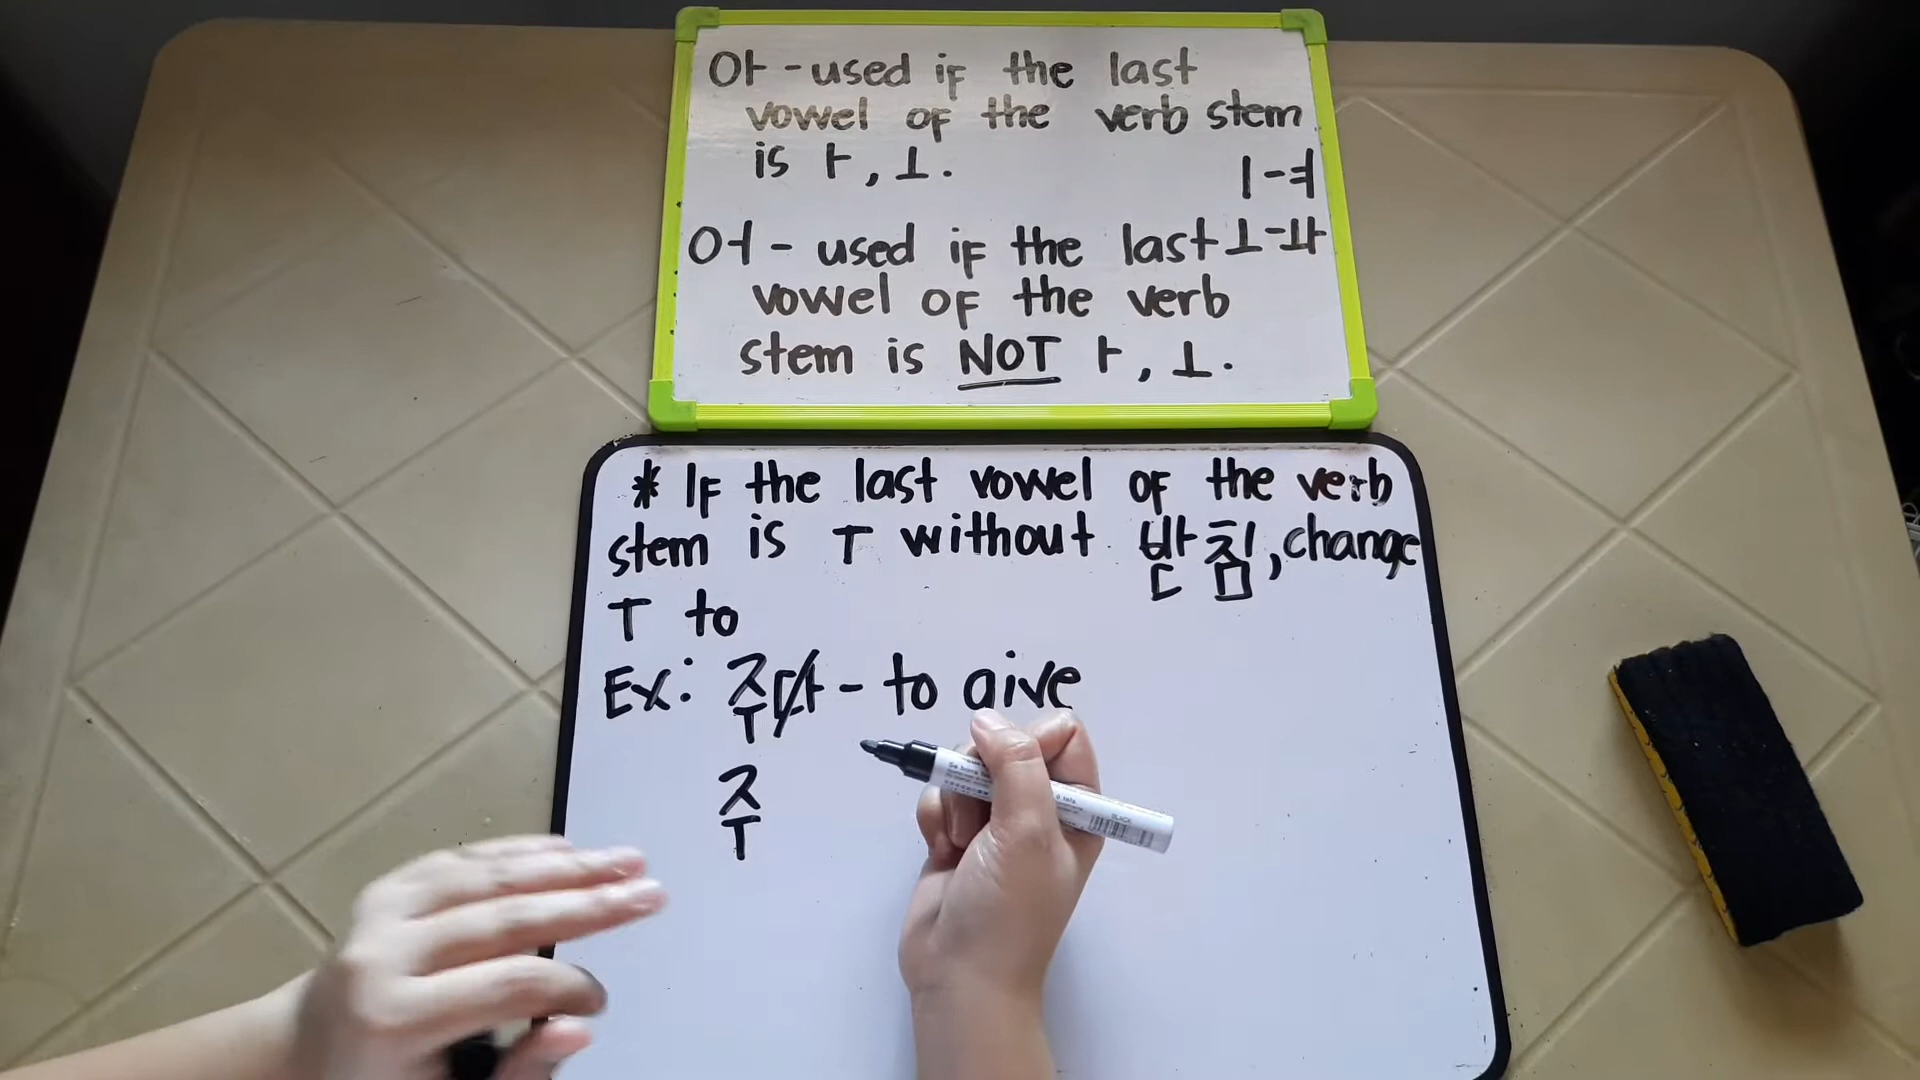 아 - used if the last
vowel of the verb stem
is ㅏ, ㅗ.
ㅣ-ㅕ
어 - used if the last
ㅗ-ㅘ
vowel of the verb
stem is NOT ㅏ, ㅗ.
* If the last vowel of the verb
stem is ㅜ without 받침, change
ㅜ to
Ex: 주다 - to give
주
BLACK